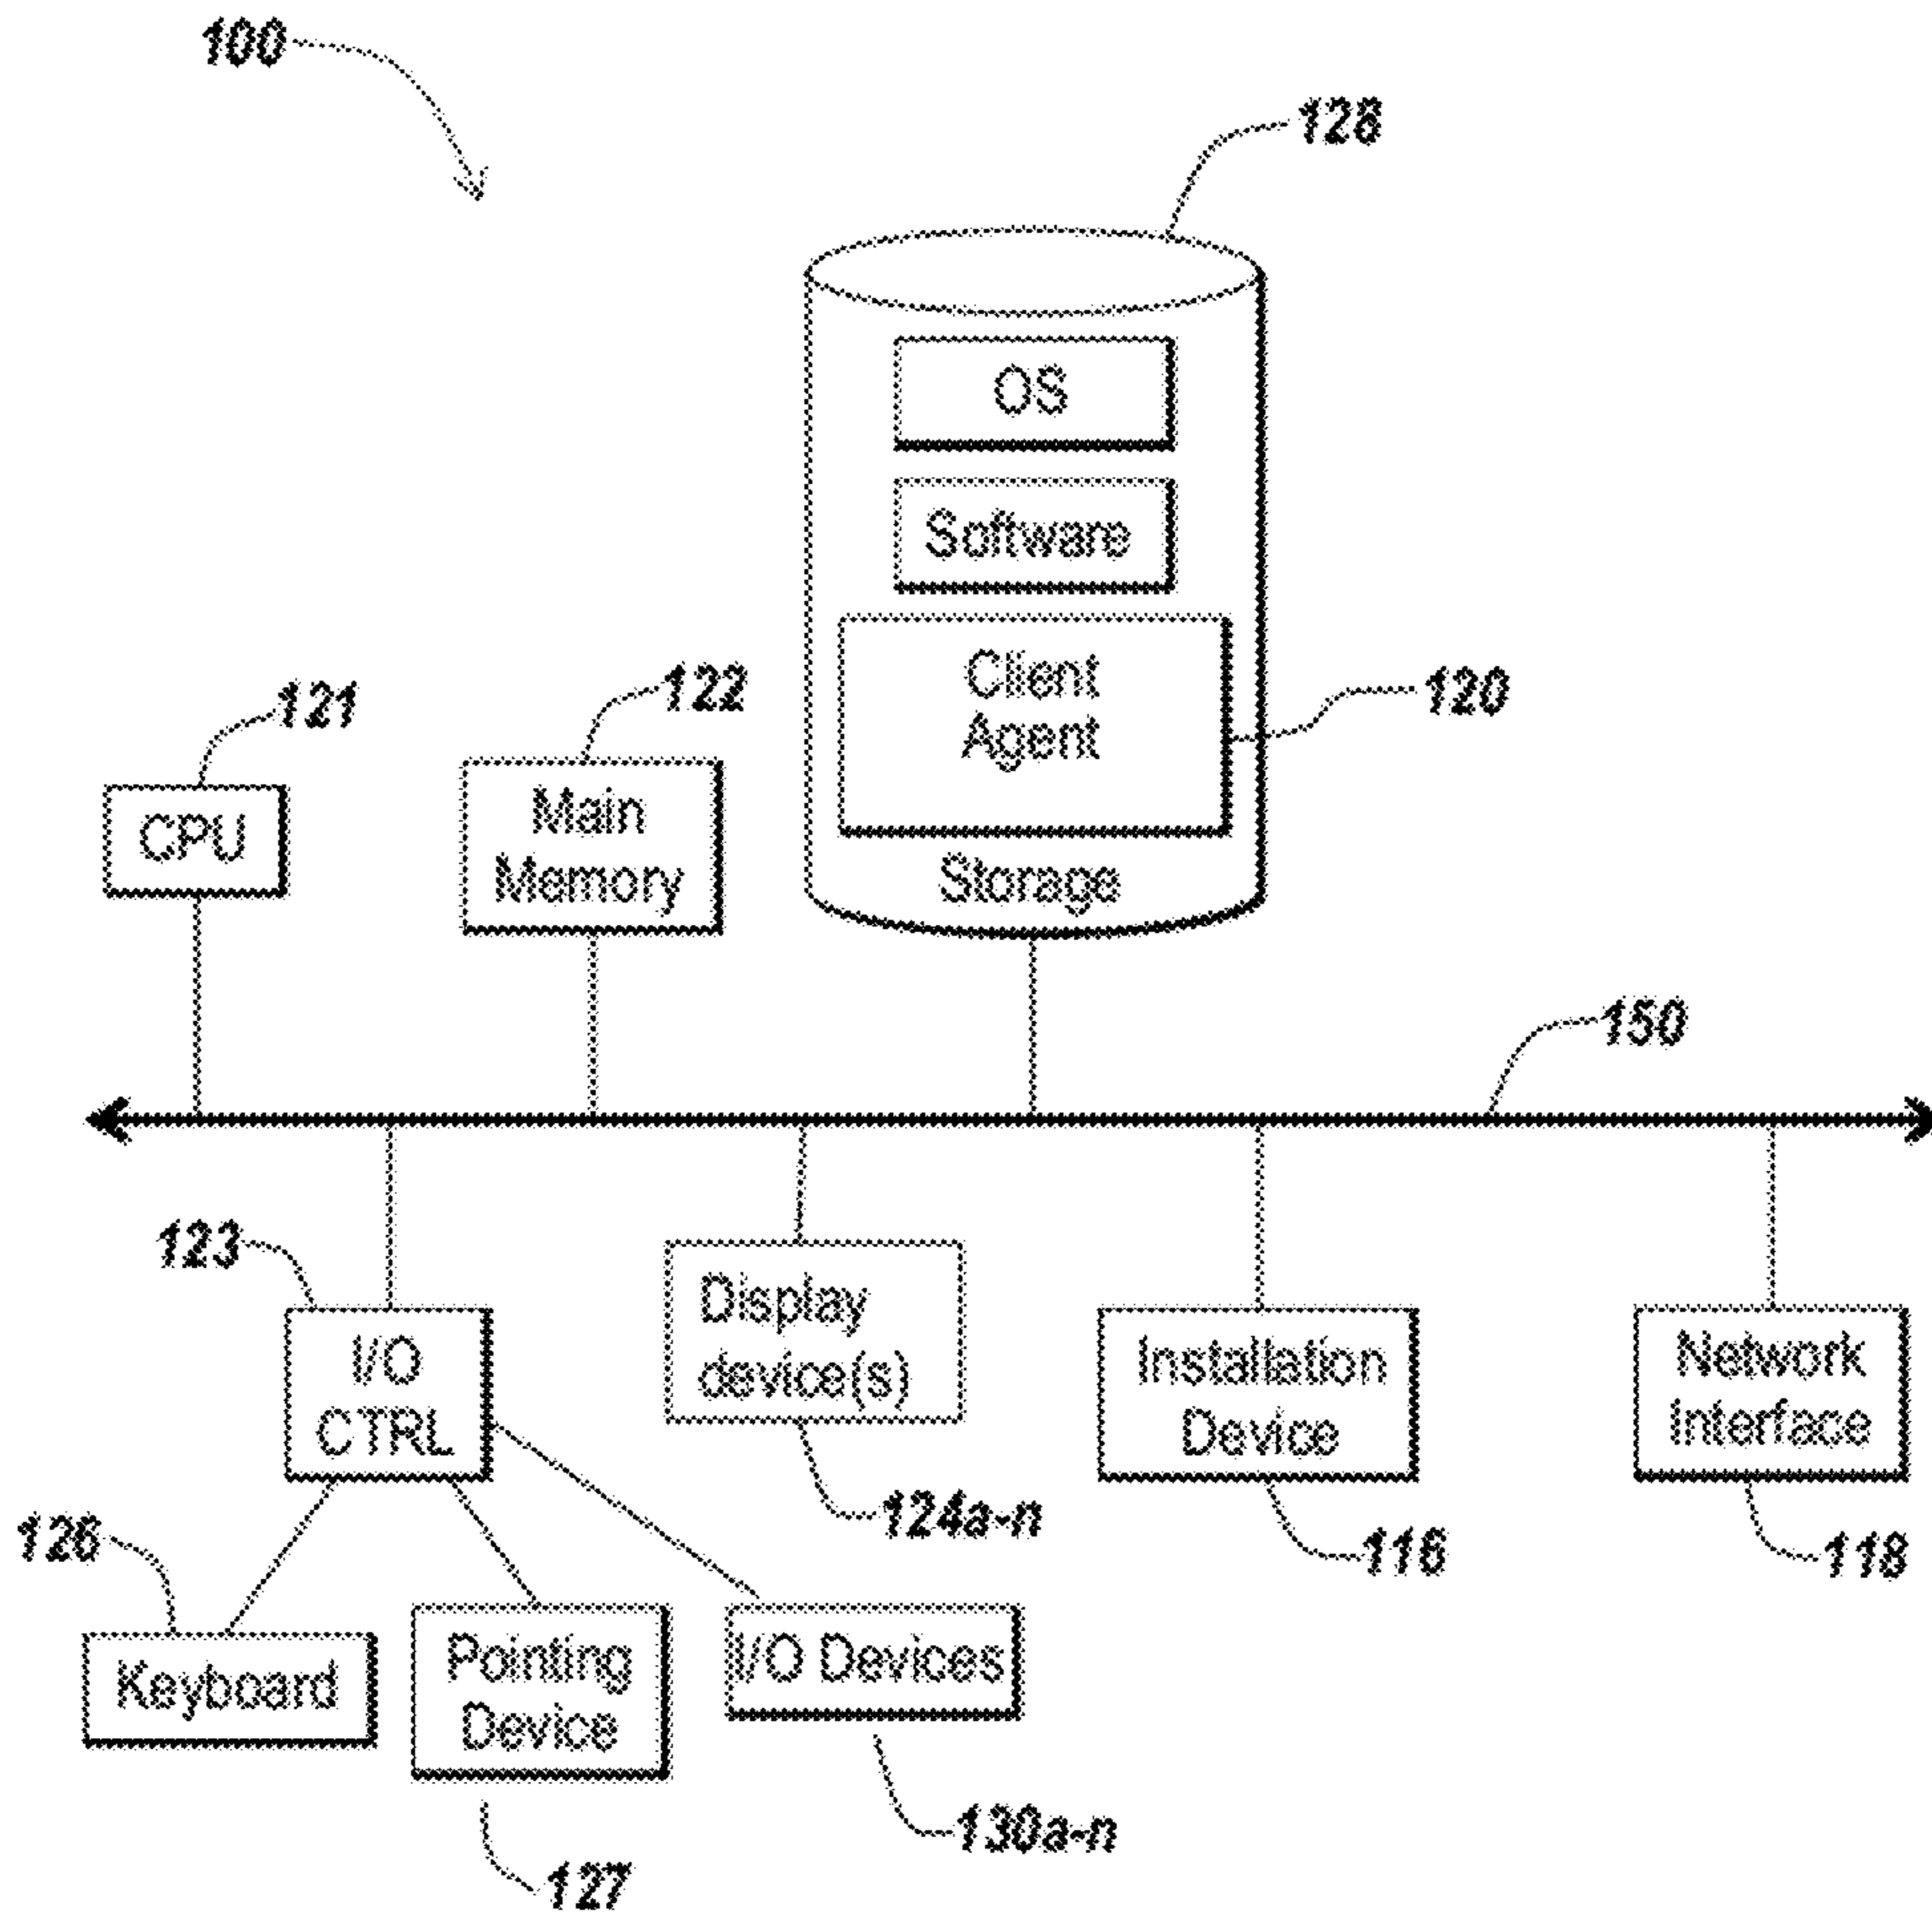 100
128
OS
Software
Client
Agent
120
121
122
CPU
Main
Memory
Storage
150
123
I/O
CTRL
Display
device(s)
Installation
Device
Network
Interface
124a-n
126
116
118
Keyboard
Pointing
Device
I/O Devices
130a-n
127